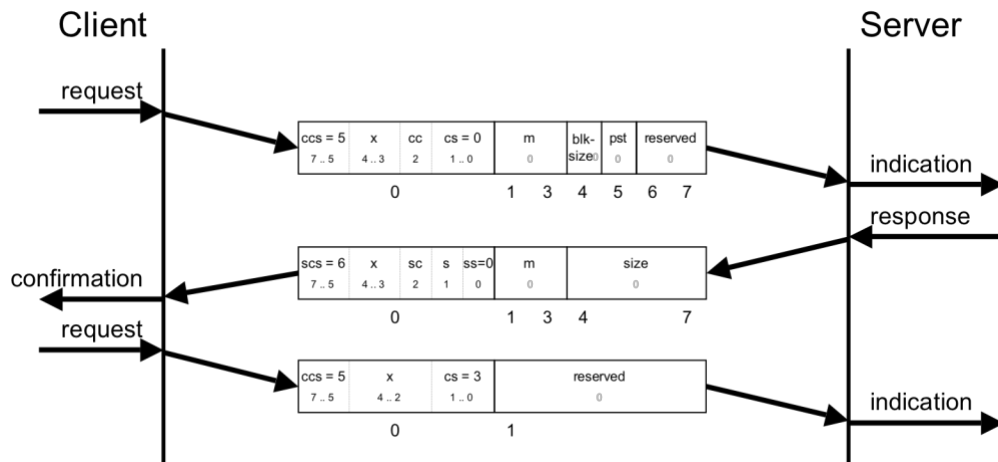 Client Server
request
ccs = 5 x cc cs = 0 m blk- pst reserved
7 .. 5 4 .. 3 2 1 .. 0 0 size0 0 0
0 1 3 4 5 6 7
indication
response
scs = 6 x sc s ss=0 m size
7 .. 5 4 .. 3 2 1 0 0 0
confirmation
0 1 3 4 7
request
ccs = 5 x cs = 3 reserved
7 .. 5 4 .. 2 1 .. 0 0
indication
0 1